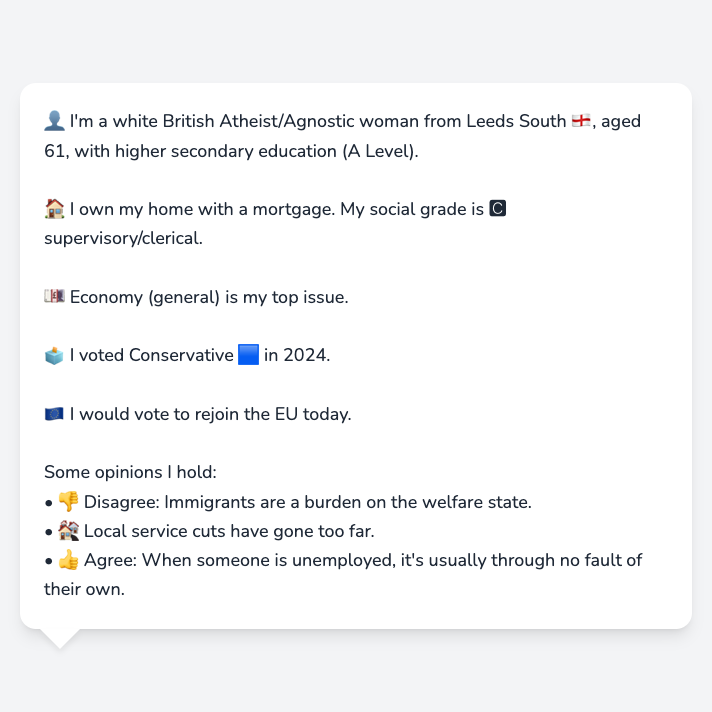 👤 I'm a white British Atheist/Agnostic woman from Leeds South 🏴󠁧󠁢󠁥󠁮󠁧󠁿, aged
61, with higher secondary education (A Level).
🏠 I own my home with a mortgage. My social grade is 🅲
supervisory/clerical.
💷 Economy (general) is my top issue.
🗳️ I voted Conservative 🟦 in 2024.
🇪🇺 I would vote to rejoin the EU today.
Some opinions I hold:
• 👎 Disagree: Immigrants are a burden on the welfare state.
• 🏚️ Local service cuts have gone too far.
• 👍 Agree: When someone is unemployed, it's usually through no fault of
their own.